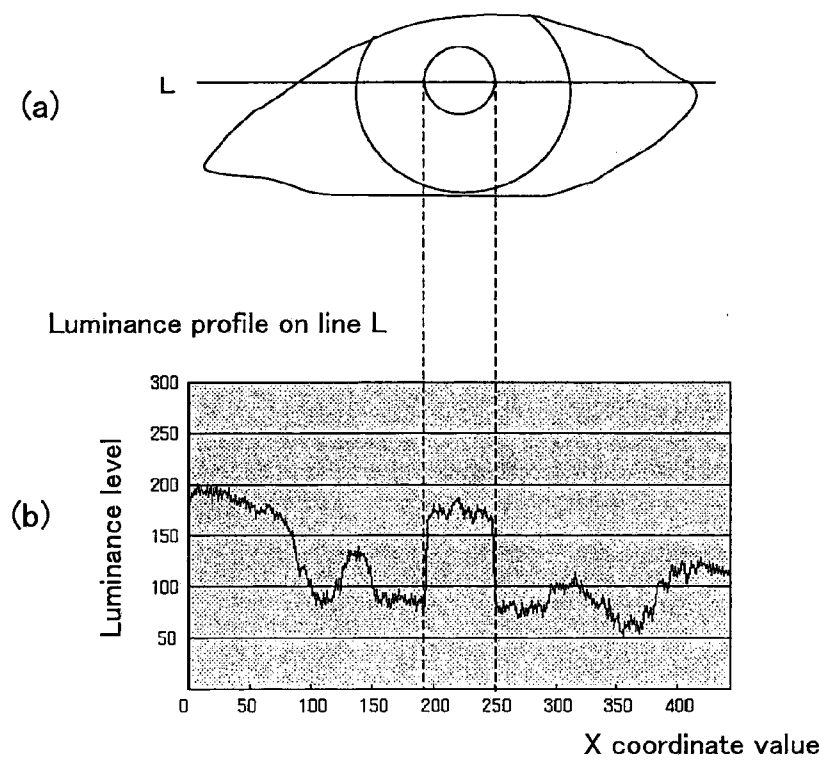 L
(a)
Luminance profile on line L
(b)
Luminance level
300
250
200
150
100
50
0 50 100 150 200 250 300 350 400
X coordinate value